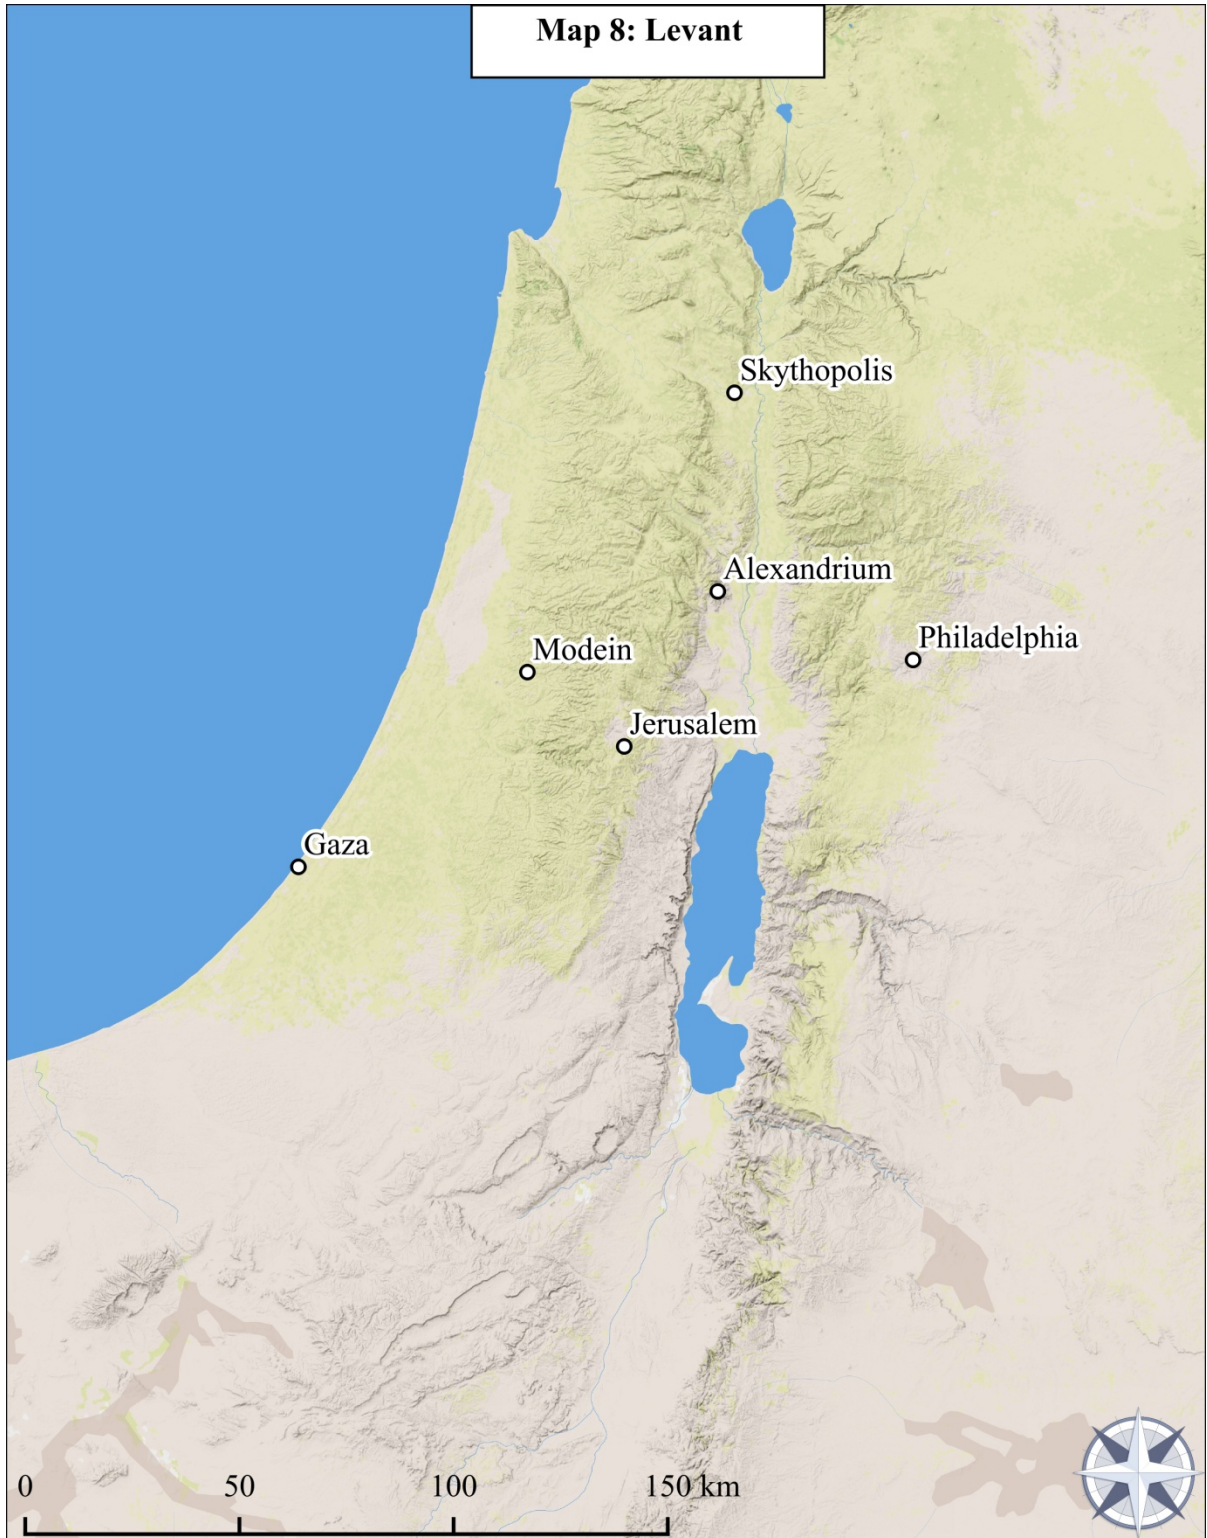 Map 8: Levant
Skythopolis
Alexandrium
Philadelphia
Modein
Jerusalem
Gaza
0 50 100 150 km